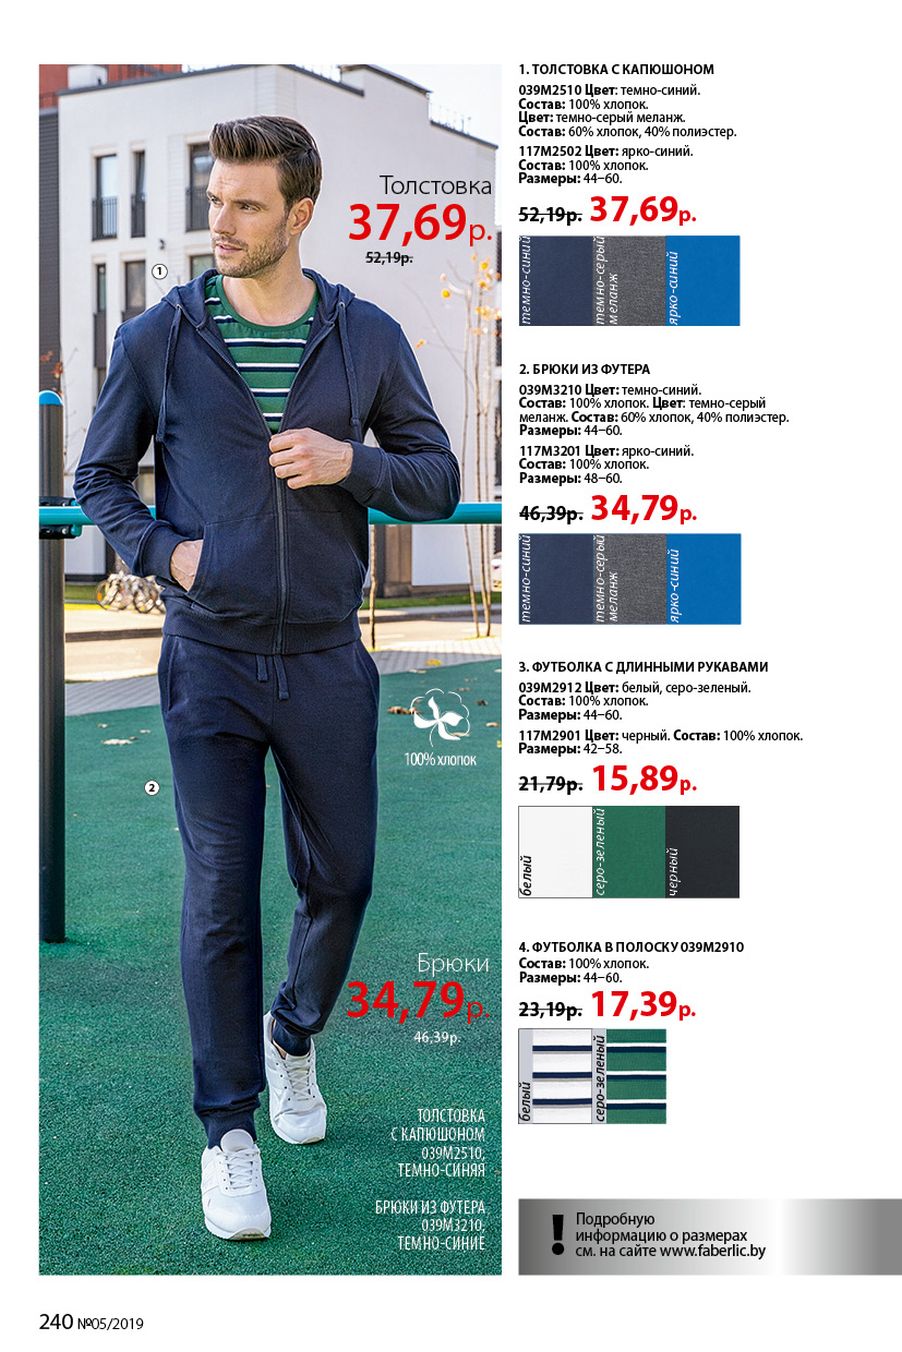 Толстовка
37,69р.
52,19р.
1
2
100% хлопок
Брюки
34,79р.
46,39р.
ТОЛСТОВКА
С КАПЮШОНОМ
039M2510,
ТЕМНО-СИНЯЯ
БРЮКИ ИЗ ФУТЕРА
039M3210,
ТЕМНО-СИНИЕ
1. ТОЛСТОВКА С КАПЮШОНОМ
039M2510 Цвет: темно-синий.
Состав: 100% хлопок.
Цвет: темно-серый меланж.
Состав: 60% хлопок, 40% полиэстер.
117M2502 Цвет: ярко-синий.
Состав: 100% хлопок.
Размеры: 44–60.
52,19р. 37,69р.
темно-синий
темно-серый
меланж
ярко-синий
2. БРЮКИ ИЗ ФУТЕРА
039M3210 Цвет: темно-синий.
Состав: 100% хлопок. Цвет: темно-серый
меланж. Состав: 60% хлопок, 40% полиэстер.
Размеры: 44–60.
117M3201 Цвет: ярко-синий.
Состав: 100% хлопок.
Размеры: 48–60.
46,39р. 34,79р.
темно-синий
темно-серый
меланж
ярко-синий
3. ФУТБОЛКА С ДЛИННЫМИ РУКАВАМИ
039M2912 Цвет: белый, серо-зеленый.
Состав: 100% хлопок.
Размеры: 44–60.
117M2901 Цвет: черный. Состав: 100% хлопок.
Размеры: 42–58.
21,79р. 15,89р.
белый
серо-зеленый
черный
4. ФУТБОЛКА В ПОЛОСКУ 039M2910
Состав: 100% хлопок.
Размеры: 44–60.
23,19р. 17,39р.
белый
серо-зеленый
! Подробную
информацию о размерах
см. на сайте www.faberlic.by
240 №05/2019